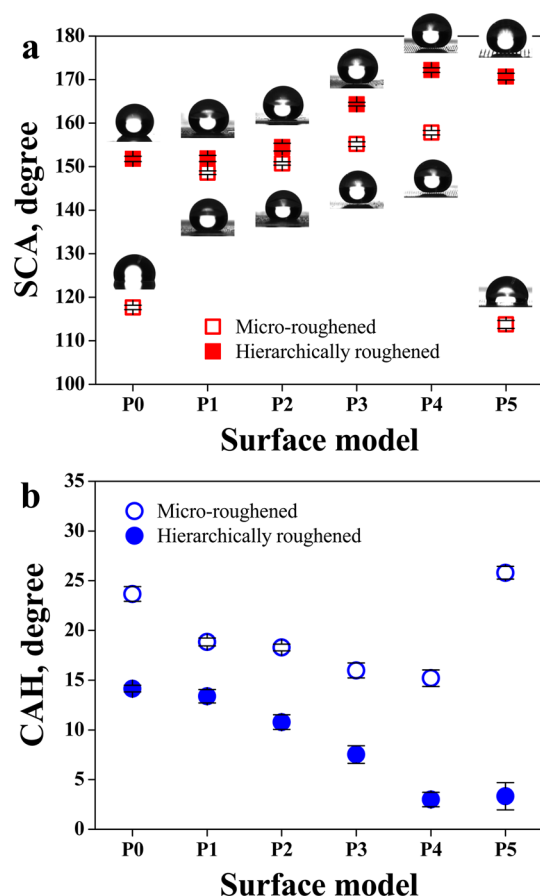 a
180
170
160
150
140
130
120
110
100
SCA, degree
Micro-roughened
Hierarchically roughened
P0 P1 P2 P3 P4 P5
Surface model
b
35
30
25
20
15
10
5
0
CAH, degree
Micro-roughened
Hierarchically roughened
P0 P1 P2 P3 P4 P5
Surface model